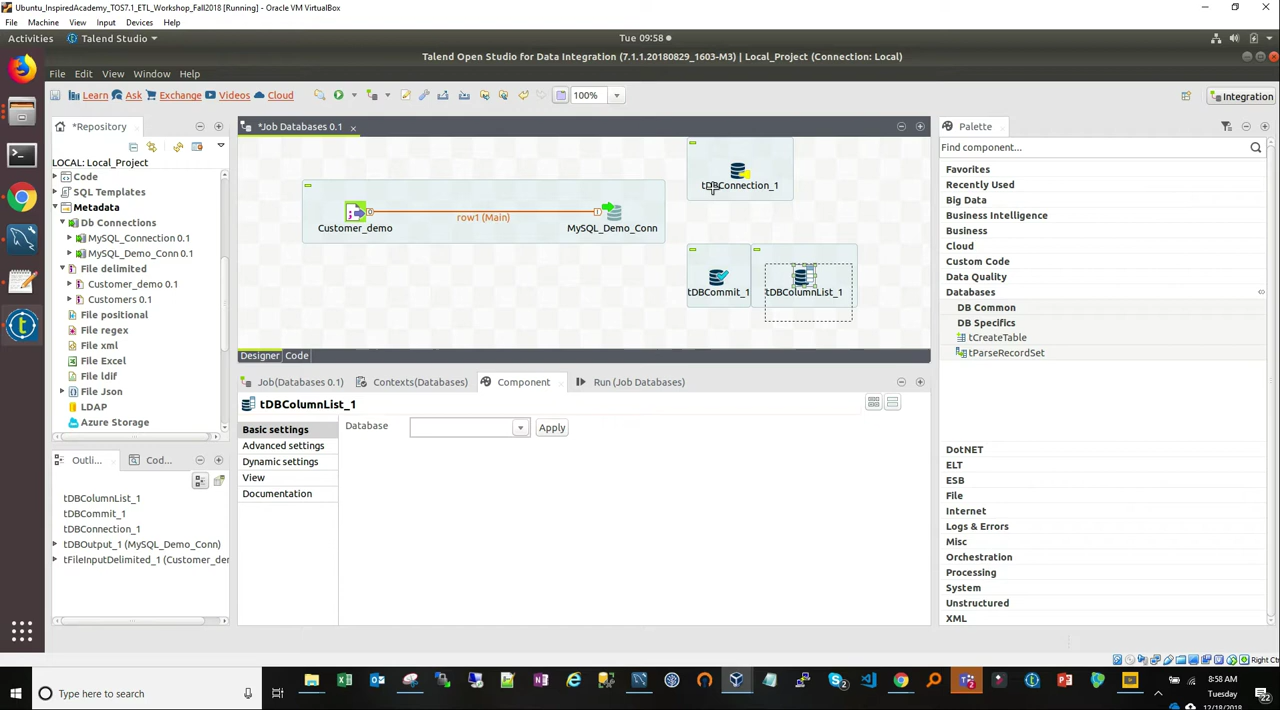 Ubuntu_InspiredAcademy_TOS7.1_ETL_Workshop_Fall2018 [Running] - Oracle VM VirtualBox
File Machine View Input Devices Help
Activities Talend Studio Tue 09:58
Talend Open Studio for Data Integration (7.1.1.20180829_1603-M3) | Local_Project (Connection: Local)
File Edit View Window Help
Learn Ask Exchange Videos Cloud 100% Integration
*Repository
LOCAL: Local_Project
Code
SQL Templates
Metadata
Db Connections
MySQL_Connection 0.1
MySQL_Demo_Conn 0.1
File delimited
Customer_demo 0.1
Customers 0.1
File positional
File regex
File xml
File Excel
File ldif
File Json
LDAP
Azure Storage
Outli... Cod...
tDBColumnList_1
tDBCommit_1
tDBConnection_1
tDBOutput_1 (MySQL_Demo_Conn)
tFileInputDelimited_1 (Customer_der
*Job Databases 0.1
tDBConnection_1
row1 (Main)
Customer_demo
MySQL_Demo_Conn
tDBCommit_1
tDBColumnList_1
Designer Code
Job(Databases 0.1) Contexts(Databases) Component Run (Job Databases)
tDBColumnList_1
Basic settings
Advanced settings
Dynamic settings
View
Documentation
Database
Apply
Palette
Find component...
Favorites
Recently Used
Big Data
Business Intelligence
Business
Cloud
Custom Code
Data Quality
Databases
DB Common
DB Specifics
tCreateTable
tParseRecordSet
DotNET
ELT
ESB
File
Internet
Logs & Errors
Misc
Orchestration
Processing
System
Unstructured
XML
Right Ct
Type here to search
8:58 AM
Tuesday
12/18/2018
22